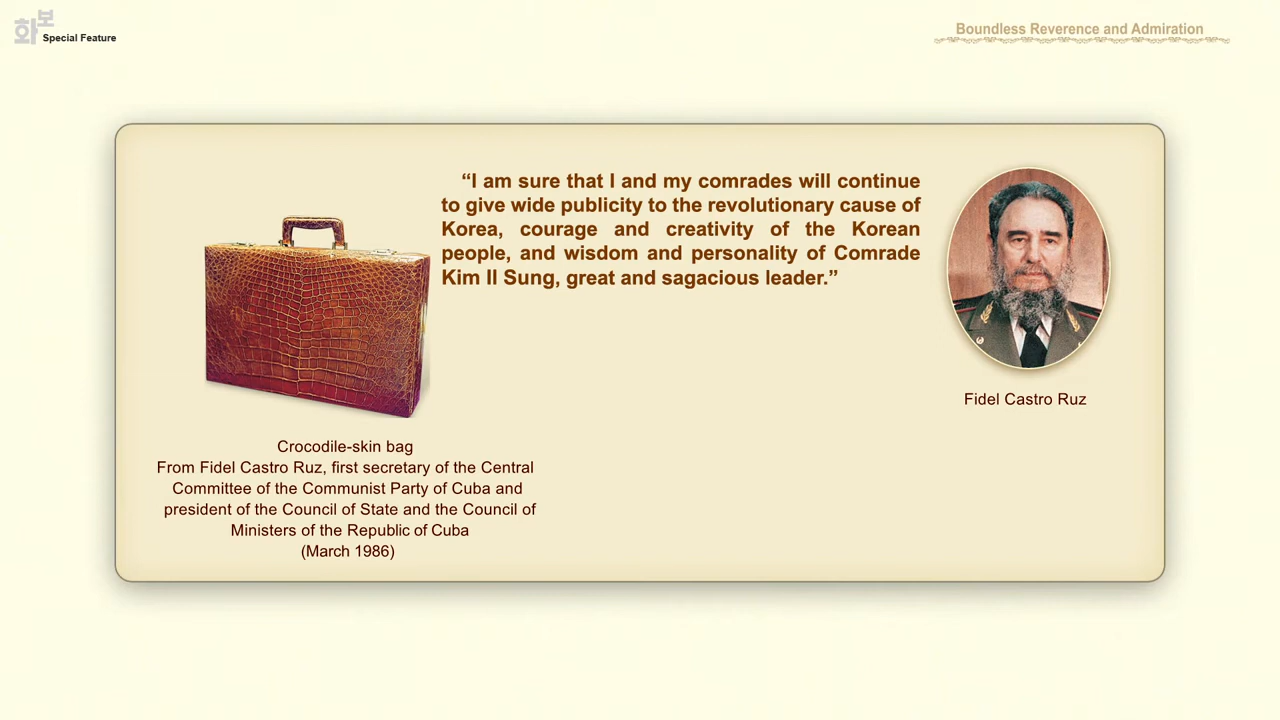 화보
Special Feature
Boundless Reverence and Admiration
“I am sure that I and my comrades will continue
to give wide publicity to the revolutionary cause of
Korea, courage and creativity of the Korean
people, and wisdom and personality of Comrade
Kim Il Sung, great and sagacious leader.”
Fidel Castro Ruz
Crocodile-skin bag
From Fidel Castro Ruz, first secretary of the Central
Committee of the Communist Party of Cuba and
president of the Council of State and the Council of
Ministers of the Republic of Cuba
(March 1986)